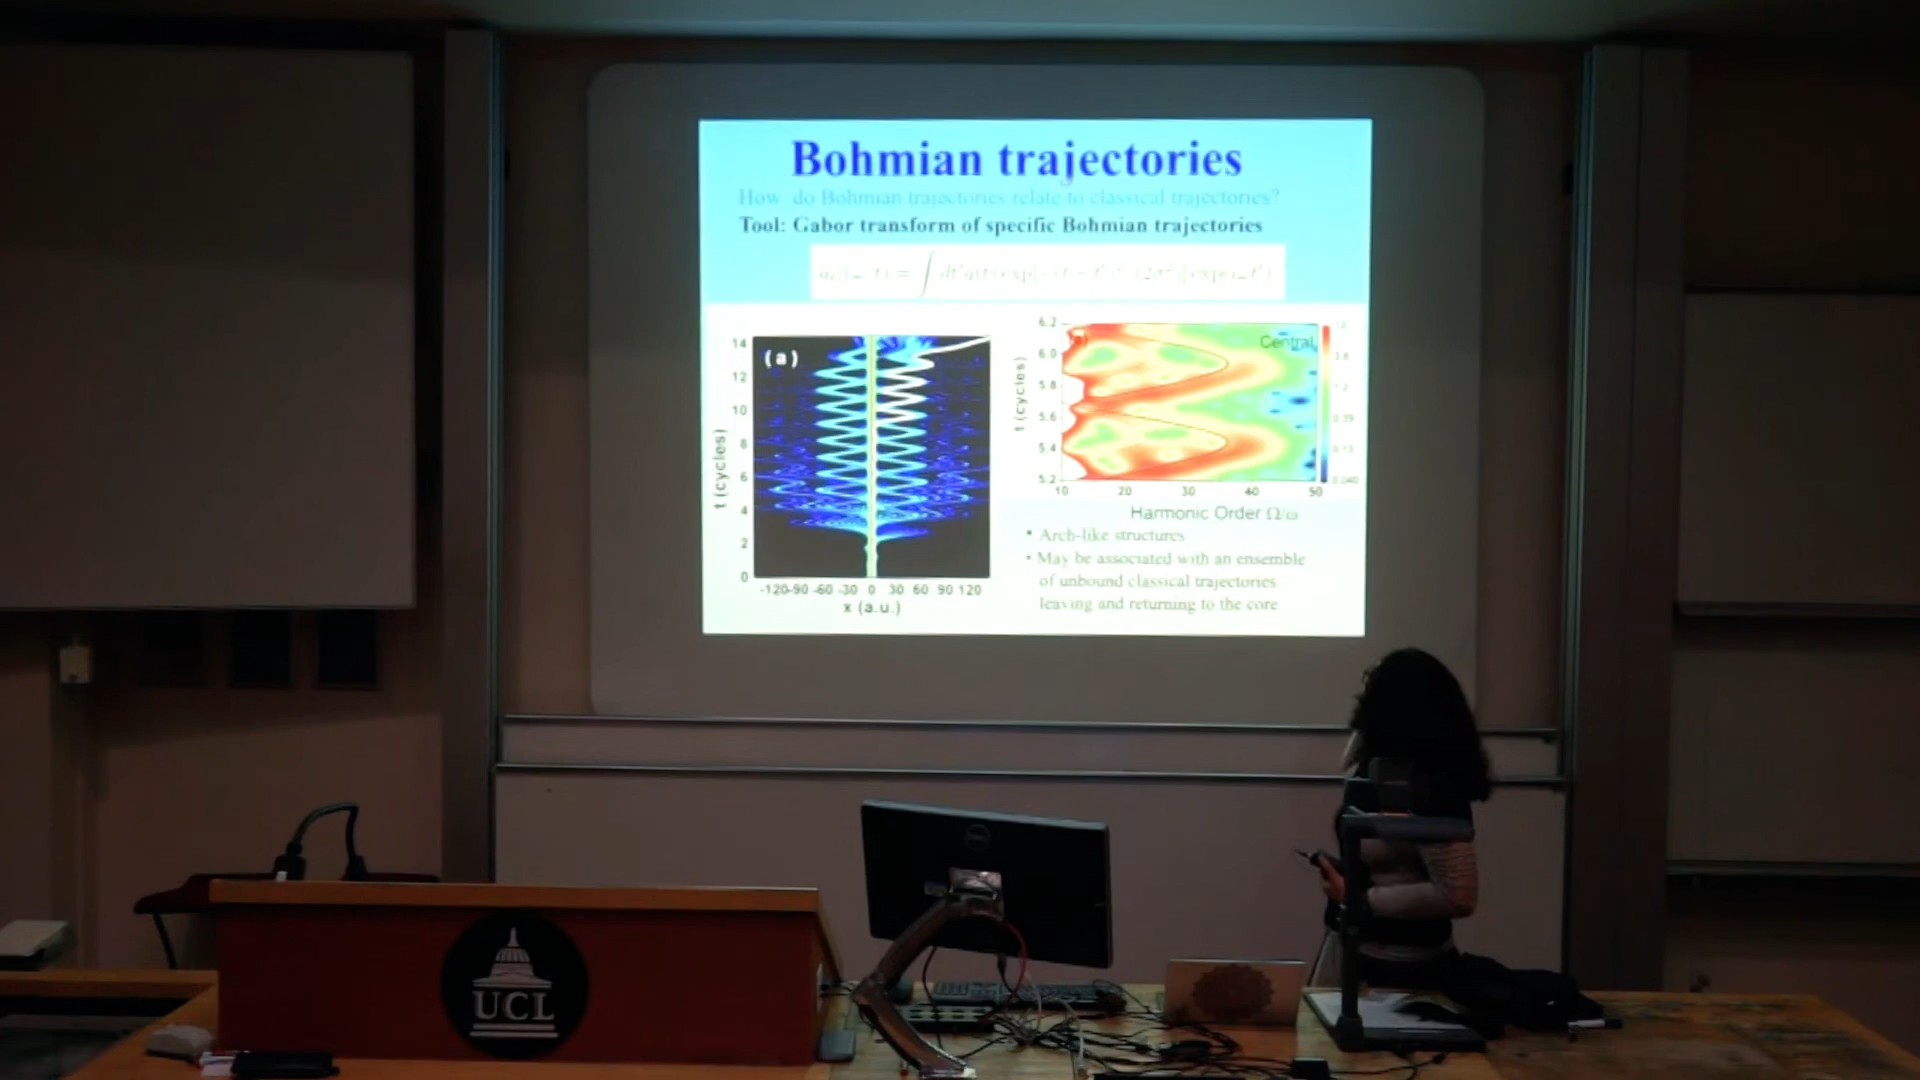 Bohmian trajectories
How do Bohmian trajectories relate to classical trajectories?
Tool: Gabor transform of specific Bohmian trajectories
(a)
14
12
10
8
6
4
2
0
t (cycles)
-120 -90 -60 -30 0 30 60 90 120
x (a.u.)
Central
6.2
6.0
5.8
5.6
5.4
5.2
t (cycles)
10 20 30 40 50
Harmonic Order Ω/ω
• Arch-like structures
• May be associated with an ensemble
of unbound classical trajectories
leaving and returning to the core
UCL